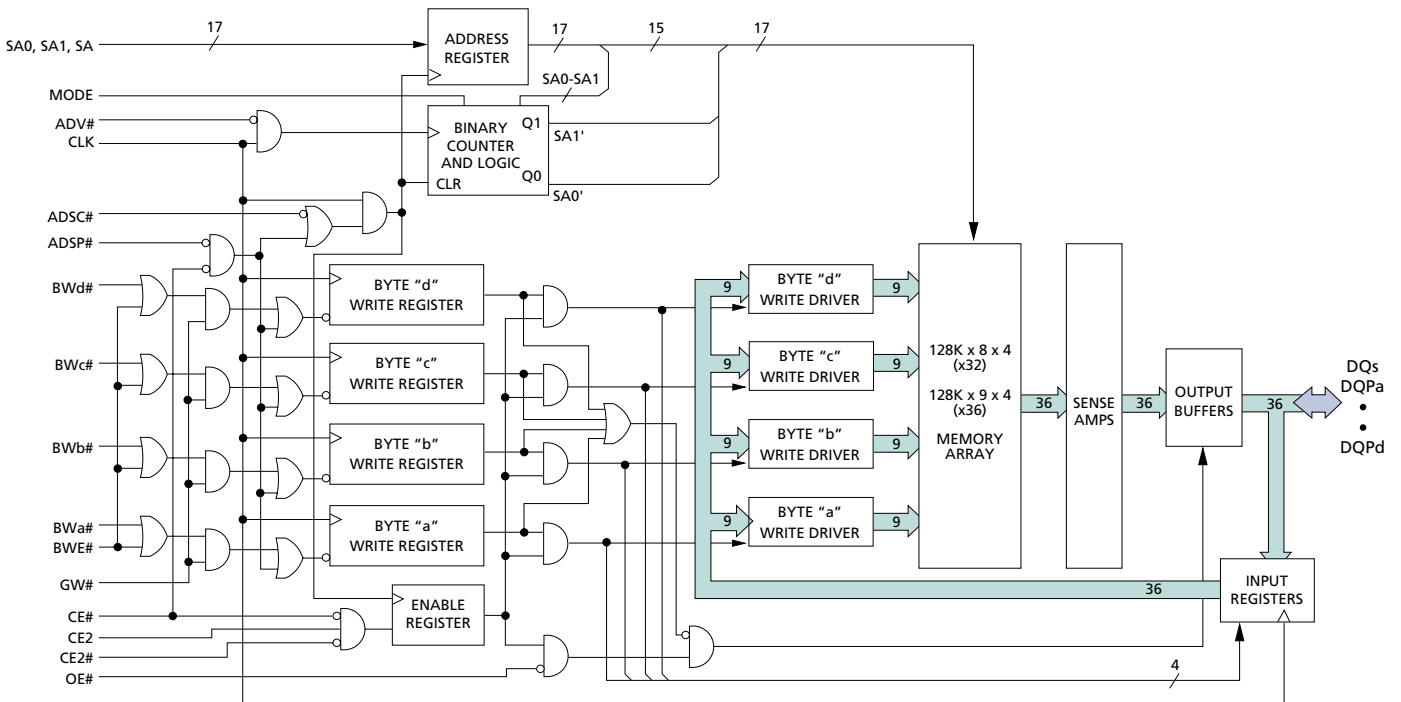 SA0, SA1, SA
17
ADDRESS
REGISTER
17
15
17
SA0-SA1
MODE
ADV#
CLK
BINARY
COUNTER
AND LOGIC
CLR
Q1
SA1'
Q0
SA0'
ADSC#
ADSP#
BWd#
BYTE “d”
WRITE REGISTER
9
BYTE “d”
WRITE DRIVER
9
BWc#
BYTE “c”
WRITE REGISTER
9
BYTE “c”
WRITE DRIVER
9
BWb#
BYTE “b”
WRITE REGISTER
9
BYTE “b”
WRITE DRIVER
9
BWa#
BWE#
BYTE “a”
WRITE REGISTER
9
BYTE “a”
WRITE DRIVER
9
128K x 8 x 4
(x32)
128K x 9 x 4
(x36)
MEMORY
ARRAY
36
SENSE
AMPS
36
OUTPUT
BUFFERS
36
DQs
DQPa
•
•
DQPd
GW#
CE#
CE2
CE2#
OE#
ENABLE
REGISTER
36
INPUT
REGISTERS
4